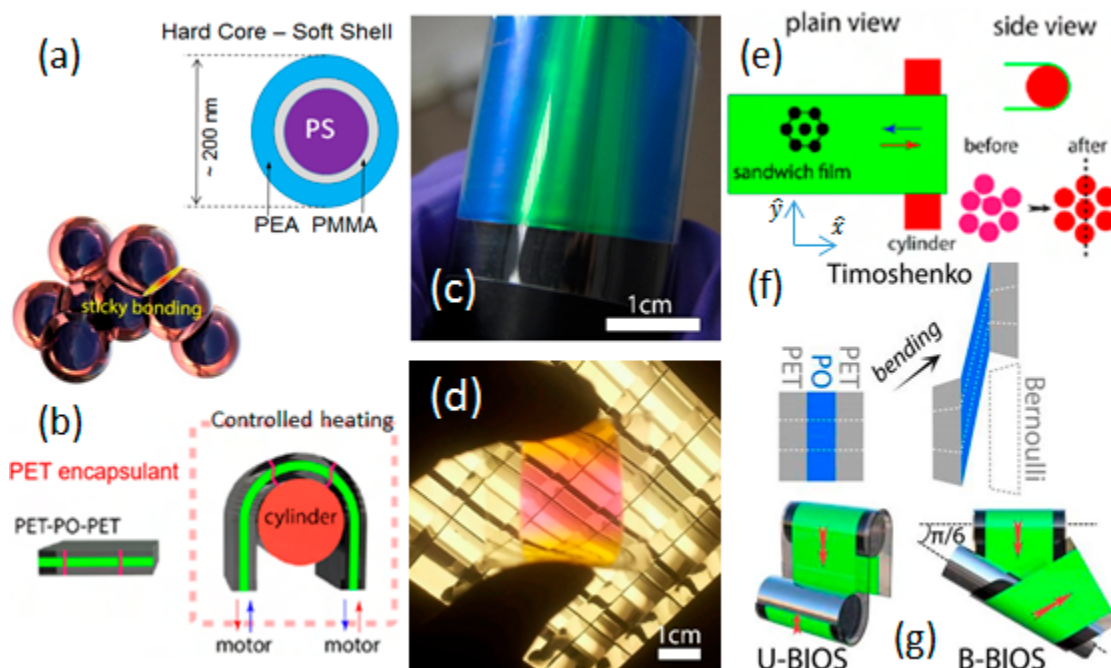 (a)
Hard Core – Soft Shell
~ 200 nm
PS
PEA PMMA
sticky bonding
(b)
Controlled heating
PET encapsulant
PET-PO-PET
cylinder
motor
motor
(c)
1cm
(d)
1cm
(e)
plain view
side view
sandwich film
before
after
ŷ
x̂
cylinder
(f)
Timoshenko
PET
PO
PET
bending
Bernoulli
π/6
(g)
U-BIOS
B-BIOS